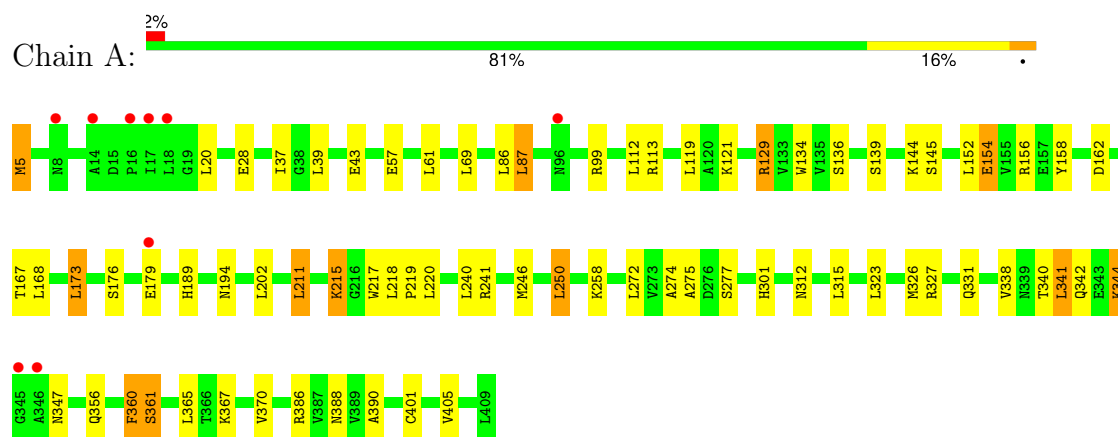 2%
Chain A:
81% 16% •
M5 N8 A14 D15 P16 I17 L18 G19 L20 E28 I37 G38 L39 E43 E57 L61 L69 L86 L87 N96 R99 L112 R113 L119 A120 K121 R129 V133 W134 V135 S136 S139 K144 S145 L152 E154 V155 R156 E157 Y158 D162
T167 L168 L173 S176 E179 H189 N194 L202 L211 K215 G216 W217 L218 P219 L220 L240 R241 M246 L250 K258 L272 V273 A274 A275 D276 S277 H301 N312 L315 L323 M326 R327 Q331 V338 N339 T340 L341 Q342 E343 K344
G345 A346 N347 Q356 F360 S361 L365 T366 K367 V370 R386 V387 N388 V389 A390 C401 V405 L409